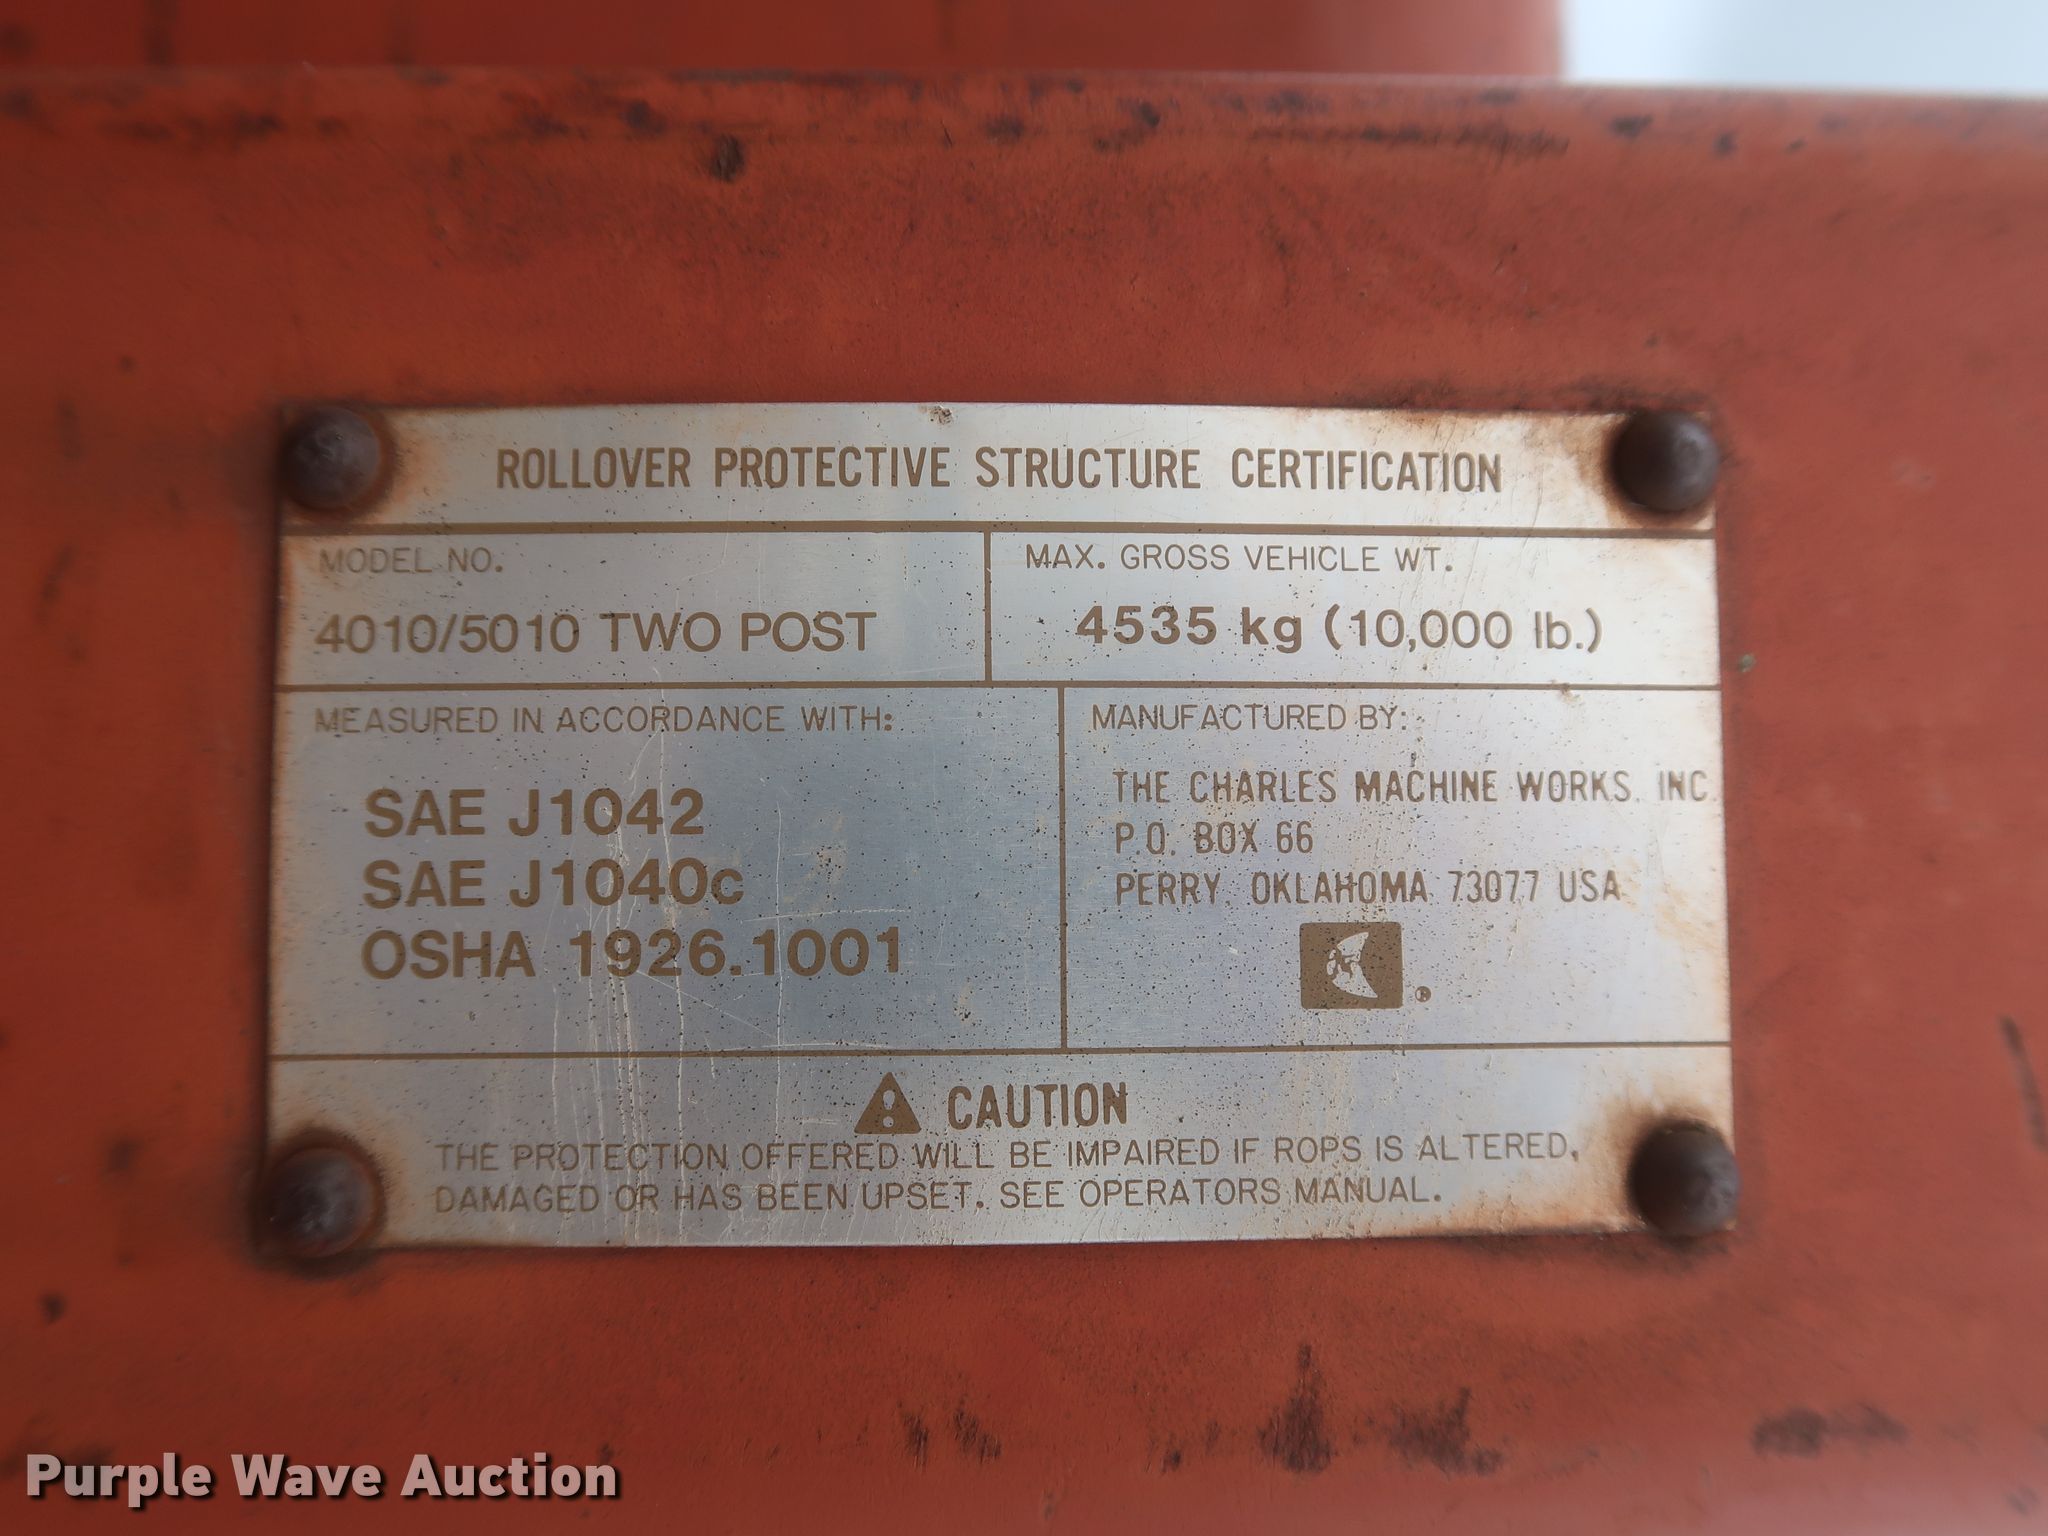 ROLLOVER PROTECTIVE STRUCTURE CERTIFICATION
MODEL NO.
4010/5010 TWO POST
MAX. GROSS VEHICLE WT.
4535 kg (10,000 lb.)
MEASURED IN ACCORDANCE WITH:
SAE J1042
SAE J1040c
OSHA 1926.1001
MANUFACTURED BY:
THE CHARLES MACHINE WORKS, INC.
P.O. BOX 66
PERRY, OKLAHOMA 73077 USA
®
CAUTION
THE PROTECTION OFFERED WILL BE IMPAIRED IF ROPS IS ALTERED,
DAMAGED OR HAS BEEN UPSET. SEE OPERATORS MANUAL.
Purple Wave Auction